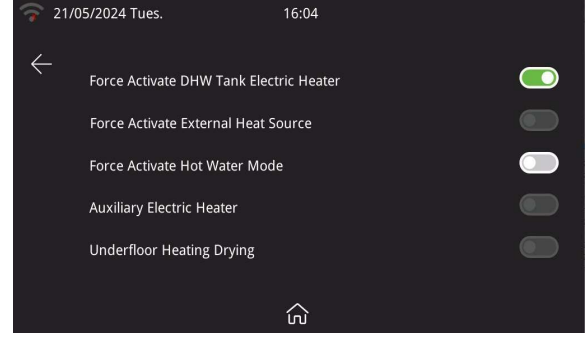 21/05/2024 Tues. 16:04
Force Activate DHW Tank Electric Heater
Force Activate External Heat Source
Force Activate Hot Water Mode
Auxiliary Electric Heater
Underfloor Heating Drying